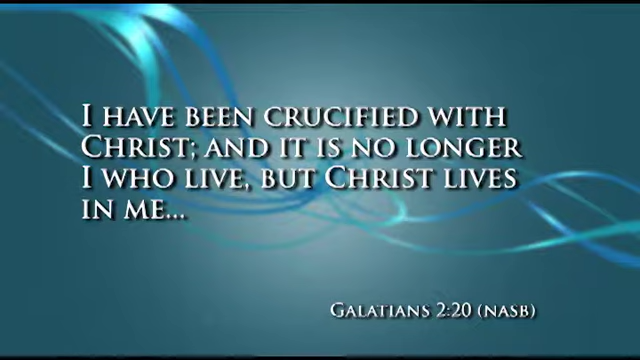 I have been crucified with
Christ; and it is no longer
I who live, but Christ lives
in me...
Galatians 2:20 (NASB)